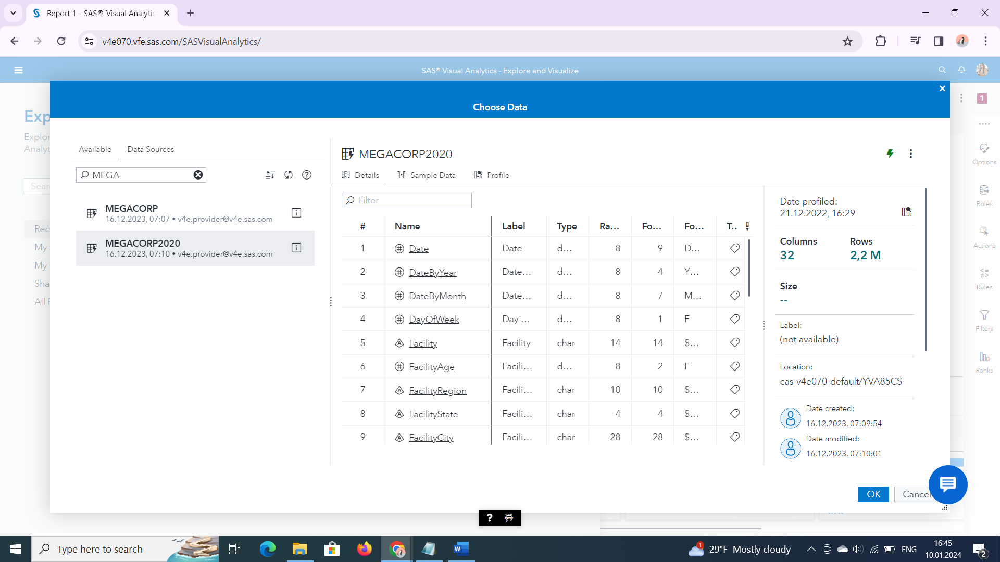 Report 1 - SAS® Visual Analytic
v4e070.vfe.sas.com/SASVisualAnalytics/
SAS® Visual Analytics - Explore and Visualize
Choose Data
1
Exp
Explor
Analyt
Sear
Rec
My
My
Sha
All
Available
Data Sources
MEGA
MEGACORP
16.12.2023, 07:07 • v4e.provider@v4e.sas.com
MEGACORP2020
16.12.2023, 07:10 • v4e.provider@v4e.sas.com
MEGACORP2020
Details Sample Data Profile
Filter
# Name Label Type Ra... Fo... Fo... T..
1 Date Date d... 8 9 D...
2 DateByYear Date... d... 8 4 Y...
3 DateByMonth Date... d... 8 7 M...
4 DayOfWeek Day ... d... 8 1 F
5 Facility Facility char 14 14 $...
6 FacilityAge Facili... d... 8 2 F
7 FacilityRegion Facili... char 10 10 $...
8 FacilityState Facili... char 4 4 $...
9 FacilityCity Facili... char 28 28 $...
Date profiled:
21.12.2022, 16:29
Columns Rows
32 2,2 M
Size
--
Label:
(not available)
Location:
cas-v4e070-default/YVA85CS
Date created:
16.12.2023, 07:09:54
Date modified:
16.12.2023, 07:10:01
OK Cancel
Options
Roles
Actions
Rules
Filters
Ranks
?
Type here to search
1
29°F Mostly cloudy
ENG
16:45
10.01.2024
2